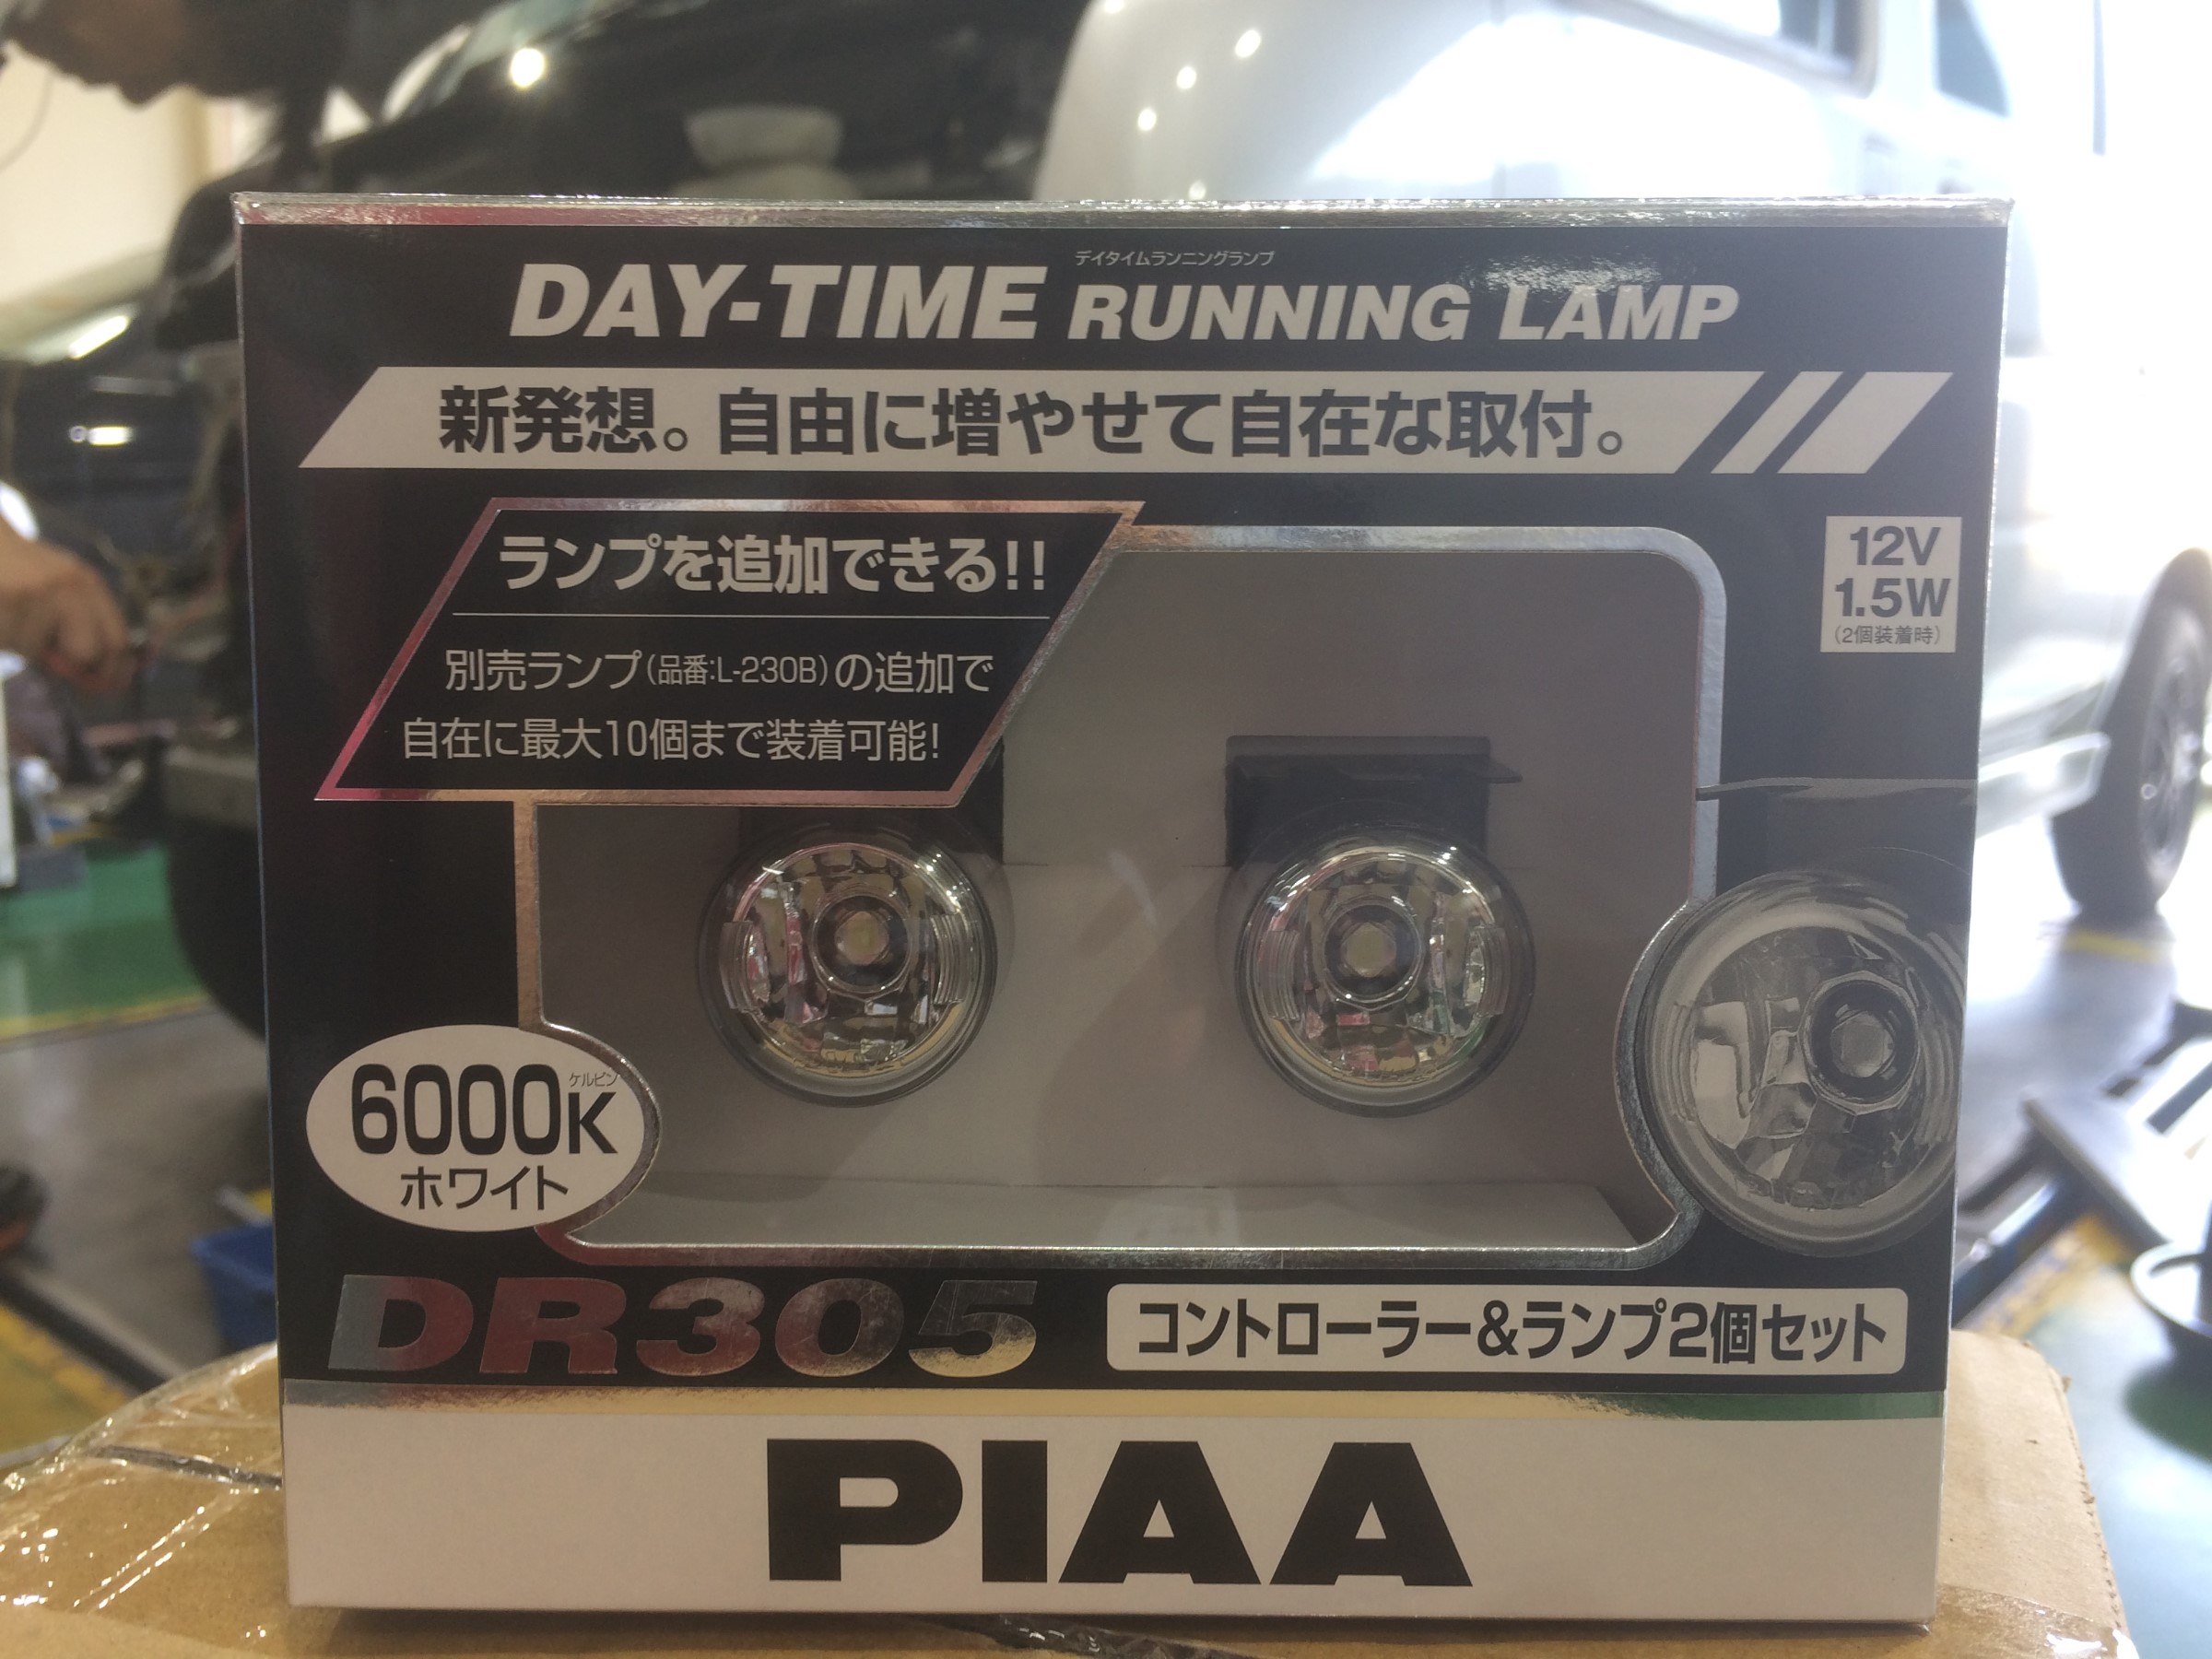 デイタイムランニングランプ
DAY-TIME RUNNING LAMP
新発想。自由に増やせて自在な取付。
ランプを追加できる!!
別売ランプ(品番:L-230B)の追加で
自在に最大10個まで装着可能!
12V
1.5W
(2個装着時)
ケルビン
6000K
ホワイト
DR305
コントローラー&ランプ2個セット
PIAA